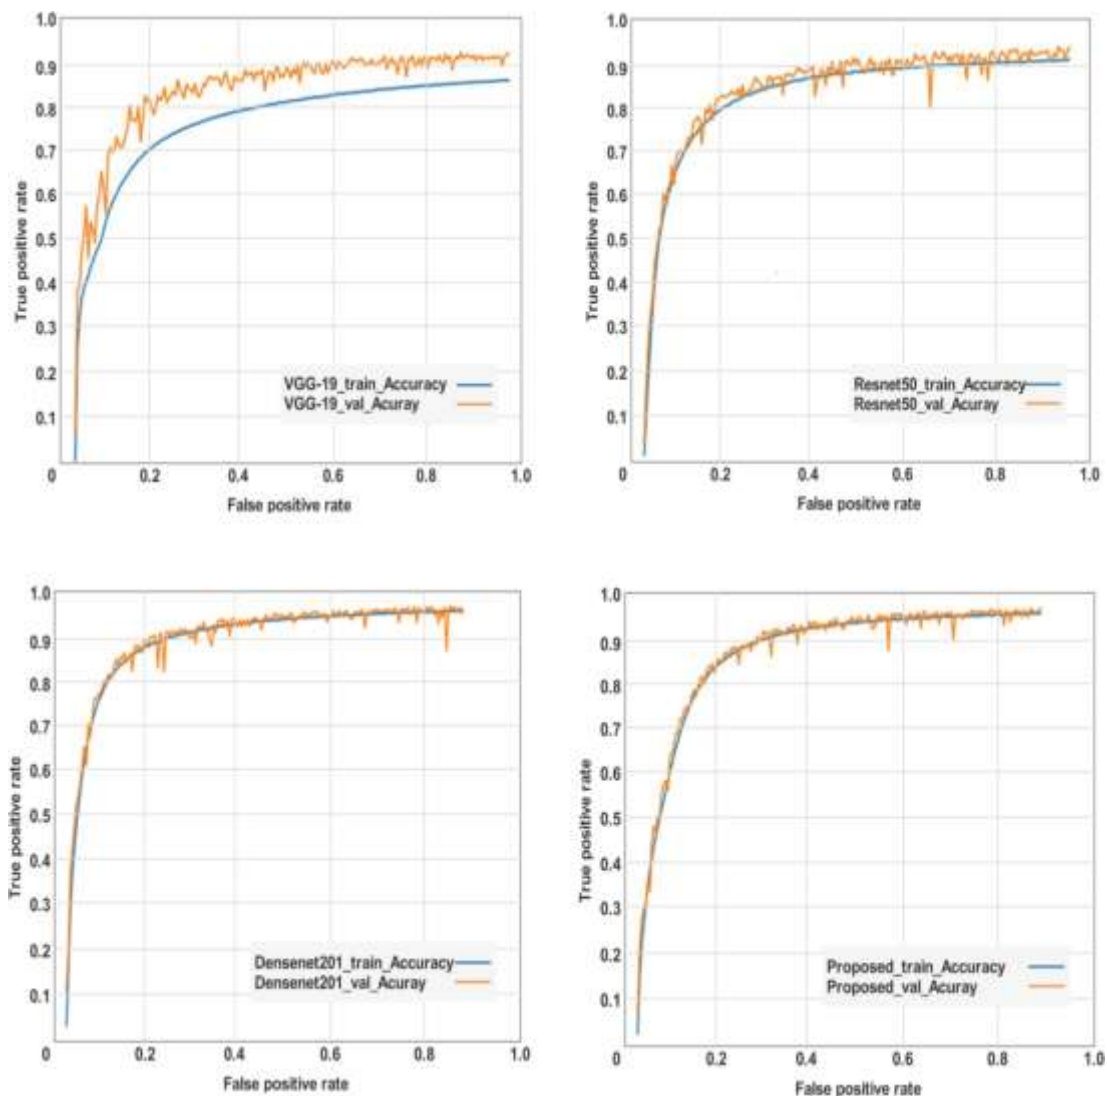 1.0
0.9
0.8
0.7
0.6
0.5
0.4
0.3
0.2
0.1
True positive rate
VGG-19_train_Accuracy
VGG-19_val_Acuray
0 0.2 0.4 0.6 0.8 1.0
False positive rate
1.0
0.9
0.8
0.7
0.6
0.5
0.4
0.3
0.2
0.1
True positive rate
Resnet50_train_Accuracy
Resnet50_val_Acuray
0 0.2 0.4 0.6 0.8 1.0
False positive rate
1.0
0.9
0.8
0.7
0.6
0.5
0.4
0.3
0.2
0.1
True positive rate
Densenet201_train_Accuracy
Densenet201_val_Acuray
0 0.2 0.4 0.6 0.8 1.0
False positive rate
1.0
0.9
0.8
0.7
0.6
0.5
0.4
0.3
0.2
0.1
True positive rate
Proposed_train_Accuracy
Proposed_val_Acuray
0 0.2 0.4 0.6 0.8 1.0
False positive rate